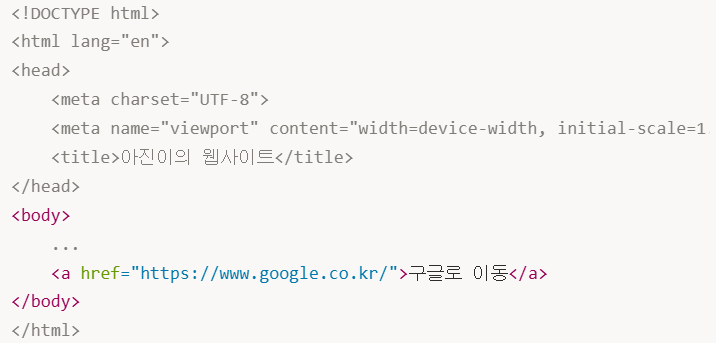 <!DOCTYPE html>
<html lang="en">
<head>
    <meta charset="UTF-8">
    <meta name="viewport" content="width=device-width, initial-scale=1
    <title>아진이의 웹사이트</title>
</head>
<body>
    ...
    <a href="https://www.google.co.kr/">구글로 이동</a>
</body>
</html>